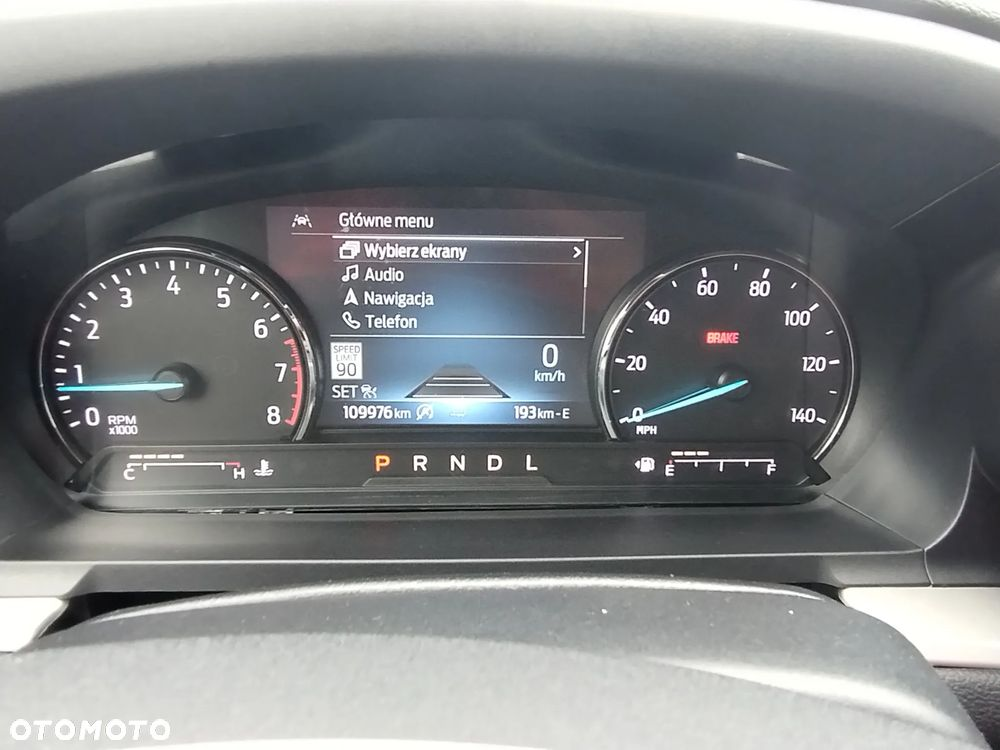 Główne menu
Wybierz ekrany >
Audio
Nawigacja
Telefon
SPEED
LIMIT
90
SET
0
km/h
109976 km
193 km - E
0 1 2 3 4 5 6 7 8
RPM
x1000
0 20 40 60 80 100 120 140
BRAKE
MPH
C H
P R N D L
E F
OTOMOTO